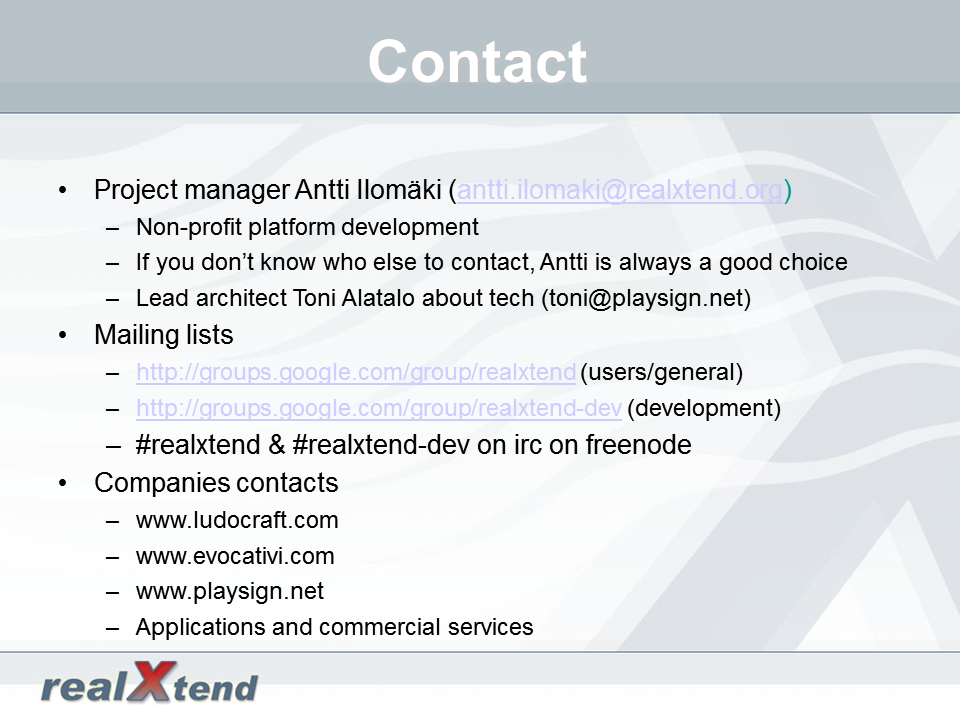 Contact
• Project manager Antti Ilomäki (antti.ilomaki@realxtend.org)
– Non-profit platform development
– If you don’t know who else to contact, Antti is always a good choice
– Lead architect Toni Alatalo about tech (toni@playsign.net)
• Mailing lists
– http://groups.google.com/group/realxtend (users/general)
– http://groups.google.com/group/realxtend-dev (development)
– #realxtend & #realxtend-dev on irc on freenode
• Companies contacts
– www.ludocraft.com
– www.evocativi.com
– www.playsign.net
– Applications and commercial services
realXtend